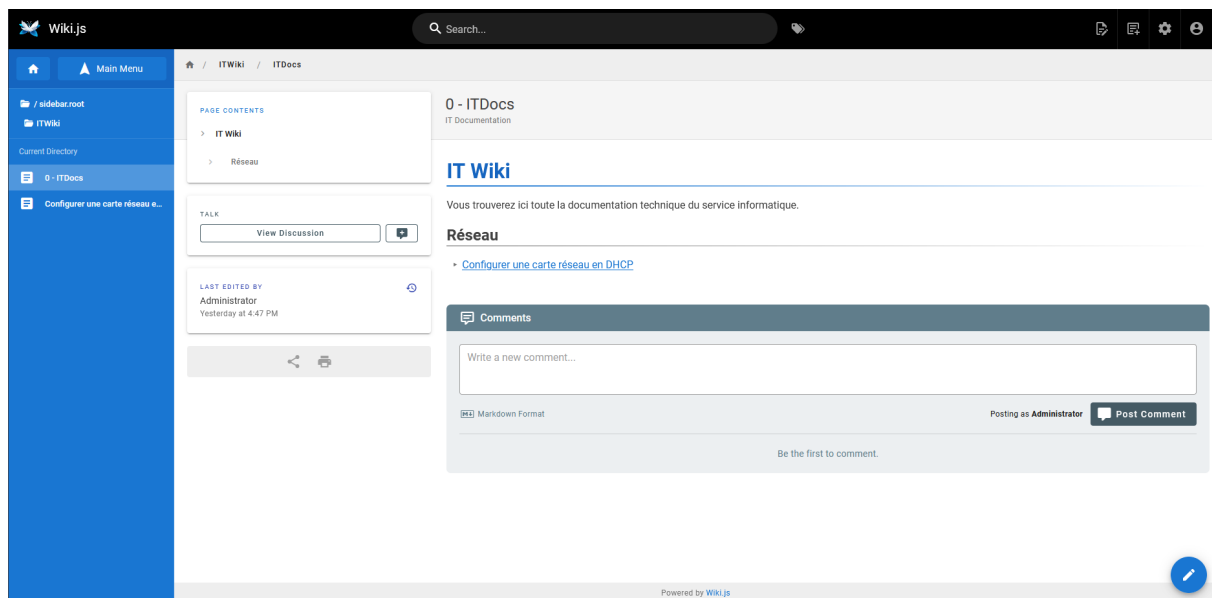 Wiki.js
Search...
Main Menu
/ sidebar.root
ITWiki
Current Directory
0 - ITDocs
Configurer une carte réseau e...
/ ITWiki / ITDocs
PAGE CONTENTS
IT Wiki
Réseau
TALK
View Discussion
LAST EDITED BY
Administrator
Yesterday at 4:47 PM
0 - ITDocs
IT Documentation
IT Wiki
Vous trouverez ici toute la documentation technique du service informatique.
Réseau
Configurer une carte réseau en DHCP
Comments
Write a new comment...
Markdown Format
Posting as Administrator
Post Comment
Be the first to comment.
Powered by Wiki.js